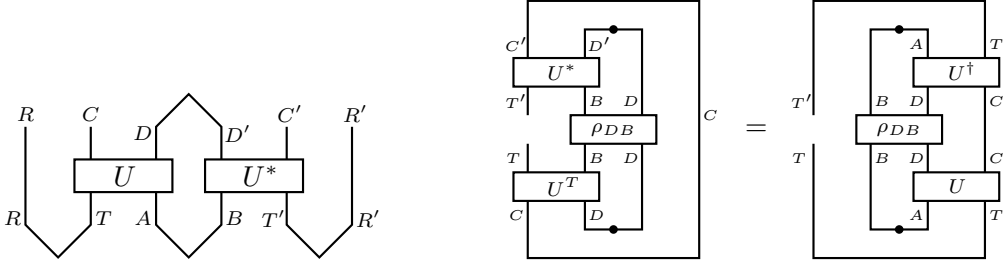 R C C′ R′
D D′
U U*
R T A B T′ R′
C′ D′
U*
T′ B D
C
ρ_DB
T B D
U^T
C D
=
A T
U†
T′ B D C
ρ_DB
T B D C
U
A T